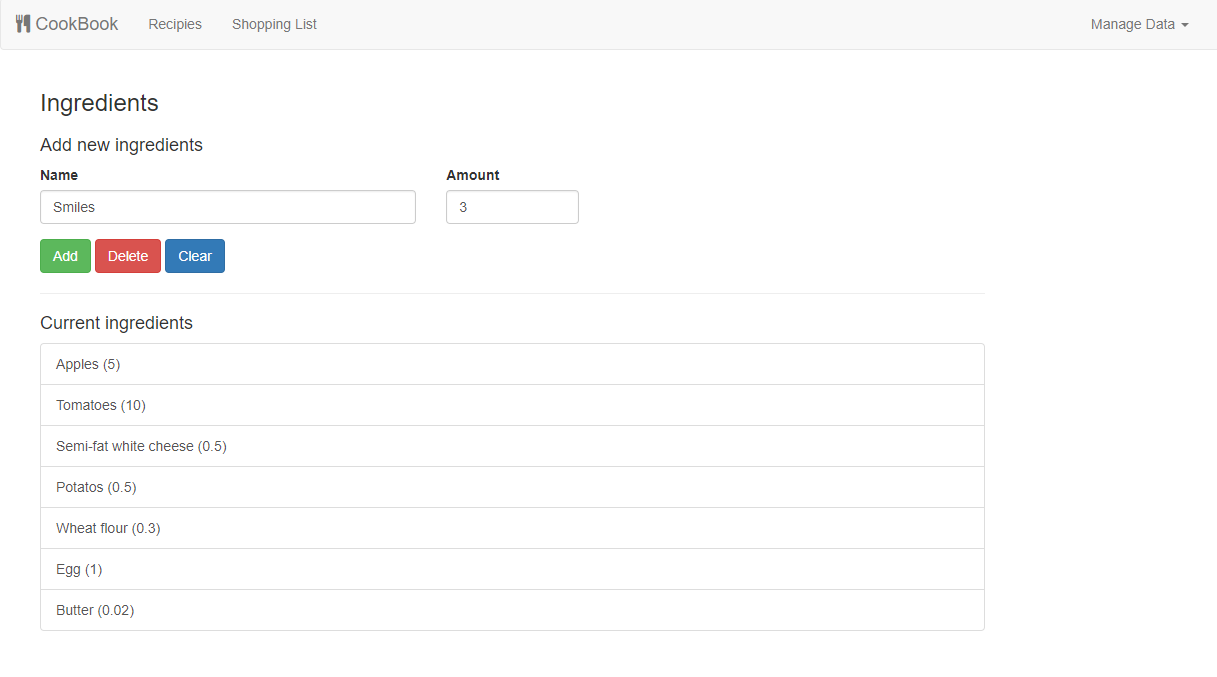 CookBook Recipies Shopping List Manage Data
Ingredients
Add new ingredients
Name Amount
Smiles 3
Add Delete Clear
Current ingredients
Apples (5)
Tomatoes (10)
Semi-fat white cheese (0.5)
Potatos (0.5)
Wheat flour (0.3)
Egg (1)
Butter (0.02)